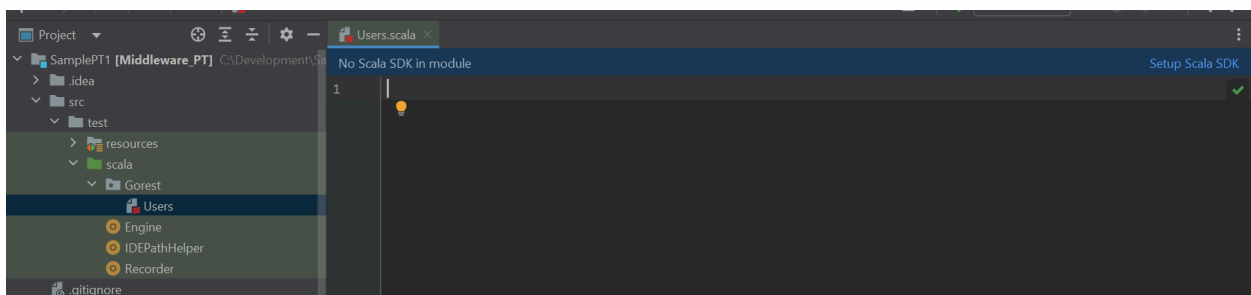 Project
Users.scala
SamplePT1 [Middleware_PT] C:\Development\Sa
No Scala SDK in module
Setup Scala SDK
.idea
1
src
test
resources
scala
Gorest
Users
Engine
IDEPathHelper
Recorder
.gitignore